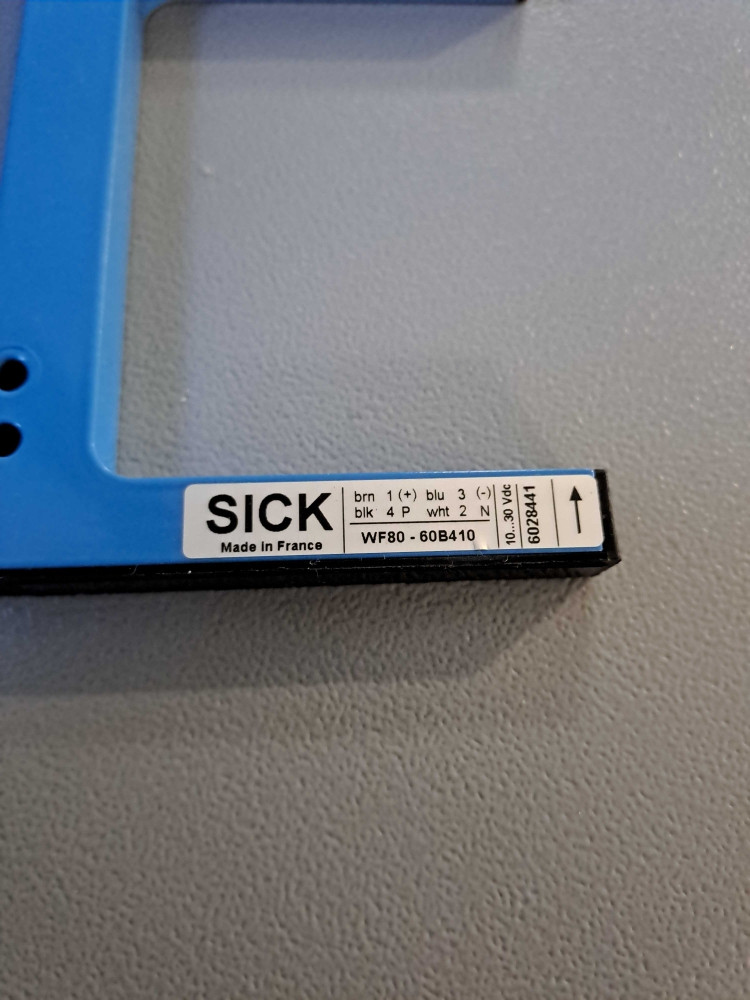 SICK
Made in France
brn 1 (+) blu 3 (-)
blk 4 P wht 2 N
WF80 - 60B410
10...30 Vdc
6028441